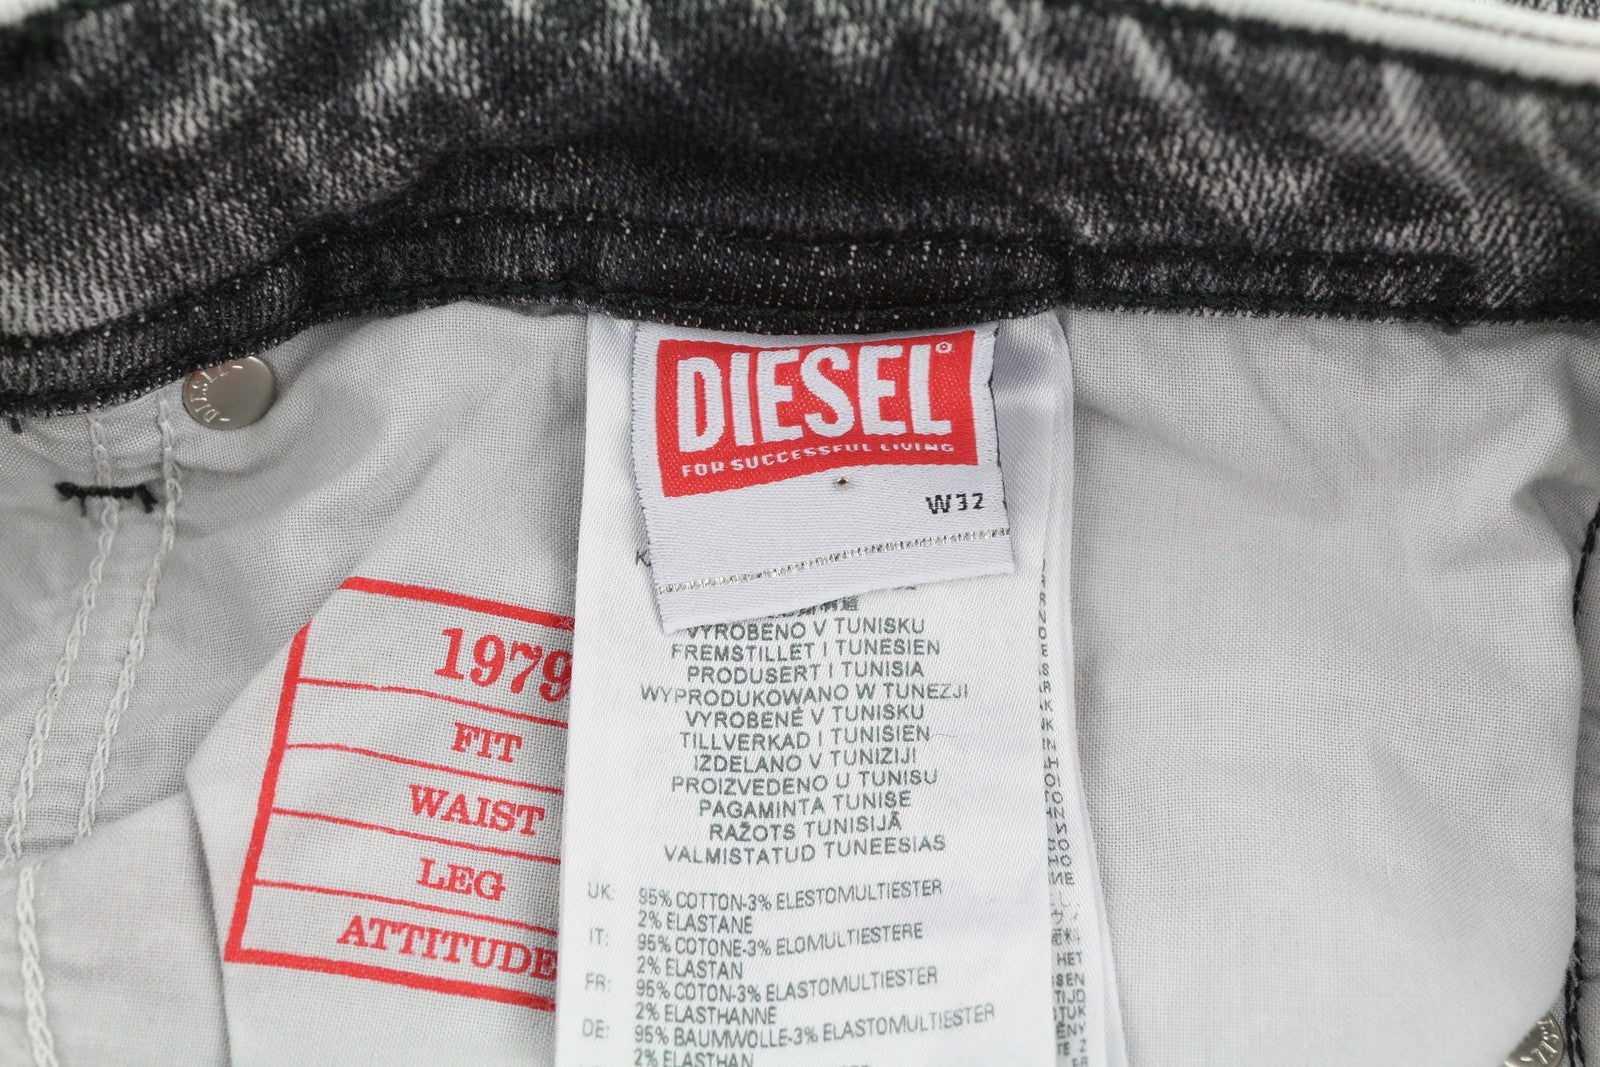 DIESEL
FOR SUCCESSFUL LIVING
W32
1979
FIT
WAIST
LEG
ATTITUDE
VYROBENO V TUNISKU
FREMSTILLET I TUNESIEN
PRODUSERT I TUNISIA
WYPRODUKOWANO W TUNEZJI
VYROBENÉ V TUNISKU
TILLVERKAD I TUNISIEN
IZDELANO V TUNIZIJI
PROIZVEDENO U TUNISU
PAGAMINTA TUNISE
RAŽOTS TUNISIJĀ
VALMISTATUD TUNEESIAS
UK: 95% COTTON-3% ELESTOMULTIESTER
2% ELASTANE
IT: 95% COTONE-3% ELOMULTIESTERE
2% ELASTAN
FR: 95% COTON-3% ELASTOMULTIESTER
2% ELASTHANNE
DE: 95% BAUMWOLLE-3% ELASTOMULTIESTER
2% ELASTHAN